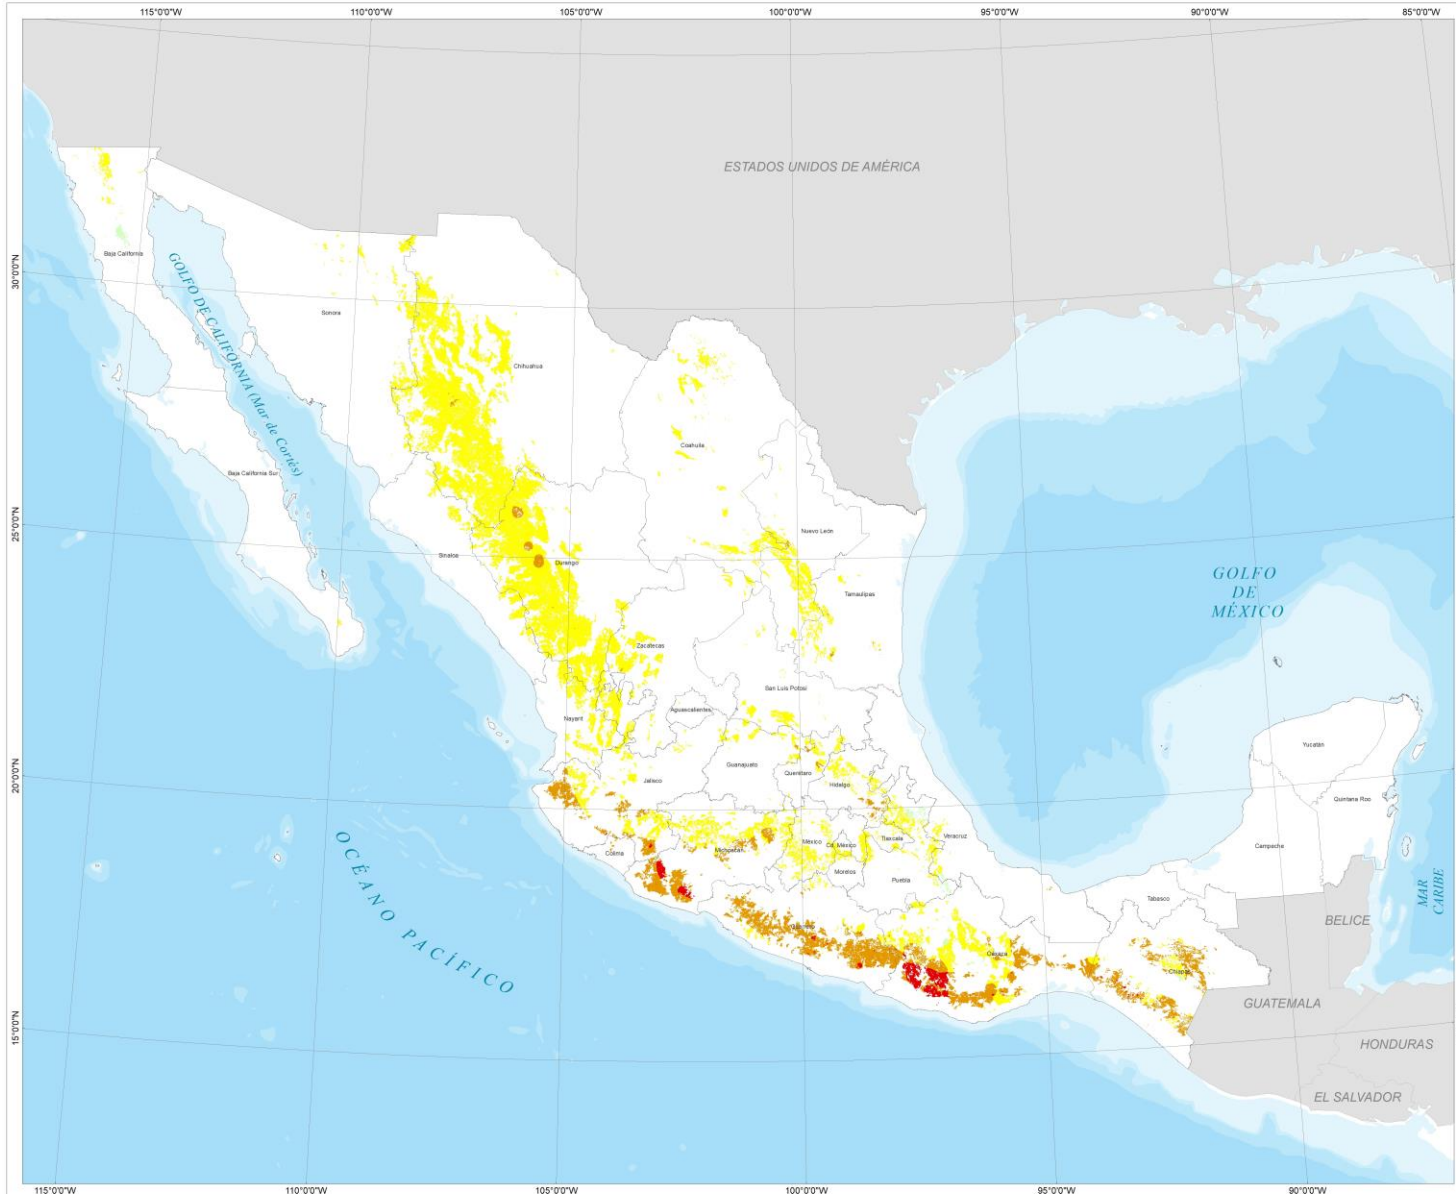 115°0'0"W 110°0'0"W 105°0'0"W 100°0'0"W 95°0'0"W 90°0'0"W 85°0'0"W
ESTADOS UNIDOS DE AMÉRICA
30°0'0"N
Baja California
GOLFO DE CALIFORNIA (Mar de Cortés)
Sonora
Chihuahua
Coahuila
Baja California Sur
25°0'0"N
Nuevo León
Sinaloa
Durango
GOLFO
DE
MÉXICO
Tamaulipas
Zacatecas
San Luis Potosí
Aguascalientes
Nayarit
Yucatán
20°0'0"N
Guanajuato
Querétaro
Jalisco
Hidalgo
Quintana Roo
OCÉANO PACÍFICO
Colima
Michoacán
México
Cd. México
Tlaxcala
Veracruz
Campeche
Morelos
Puebla
MAR
CARIBE
Tabasco
BELICE
Guerrero
Oaxaca
Chiapas
GUATEMALA
15°0'0"N
HONDURAS
EL SALVADOR
115°0'0"W 110°0'0"W 105°0'0"W 100°0'0"W 95°0'0"W 90°0'0"W